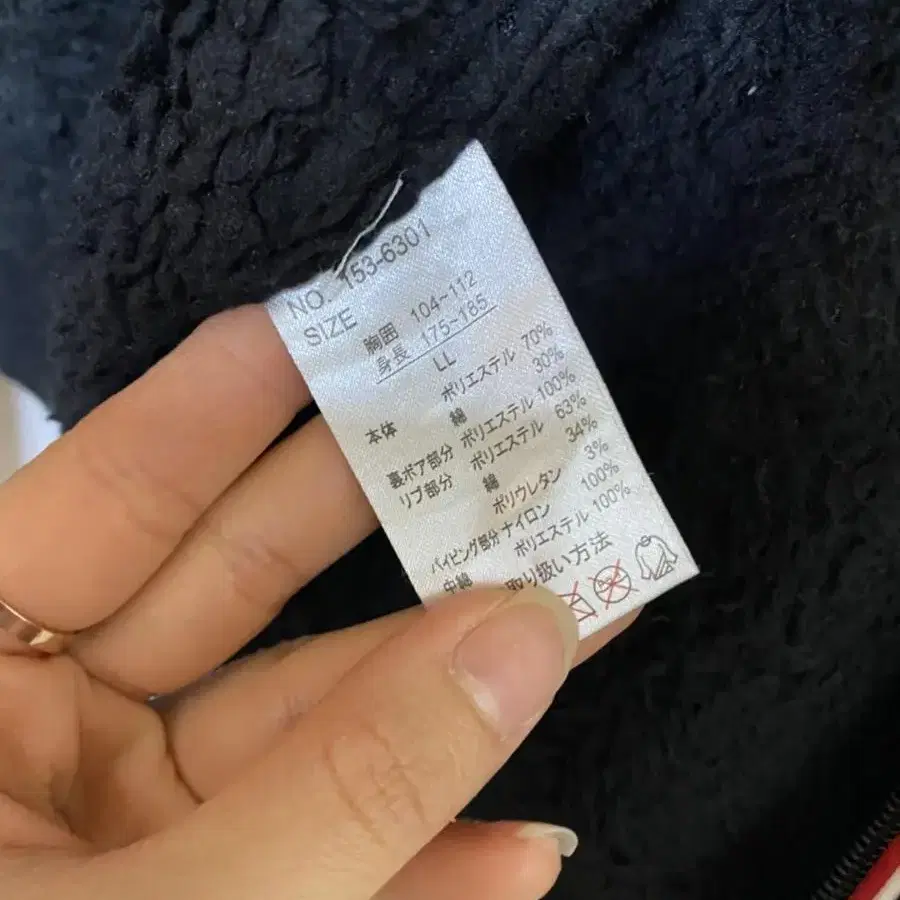 NO. 153-6301
SIZE
胸囲 104~112
身長 175~185
LL
本体 ポリエステル 70%
綿 30%
裏ボア部分 ポリエステル 100%
リブ部分 ポリエステル 63%
綿 34%
ポリウレタン 3%
パイピング部分 ナイロン 100%
中綿 ポリエステル 100%
取り扱い方法